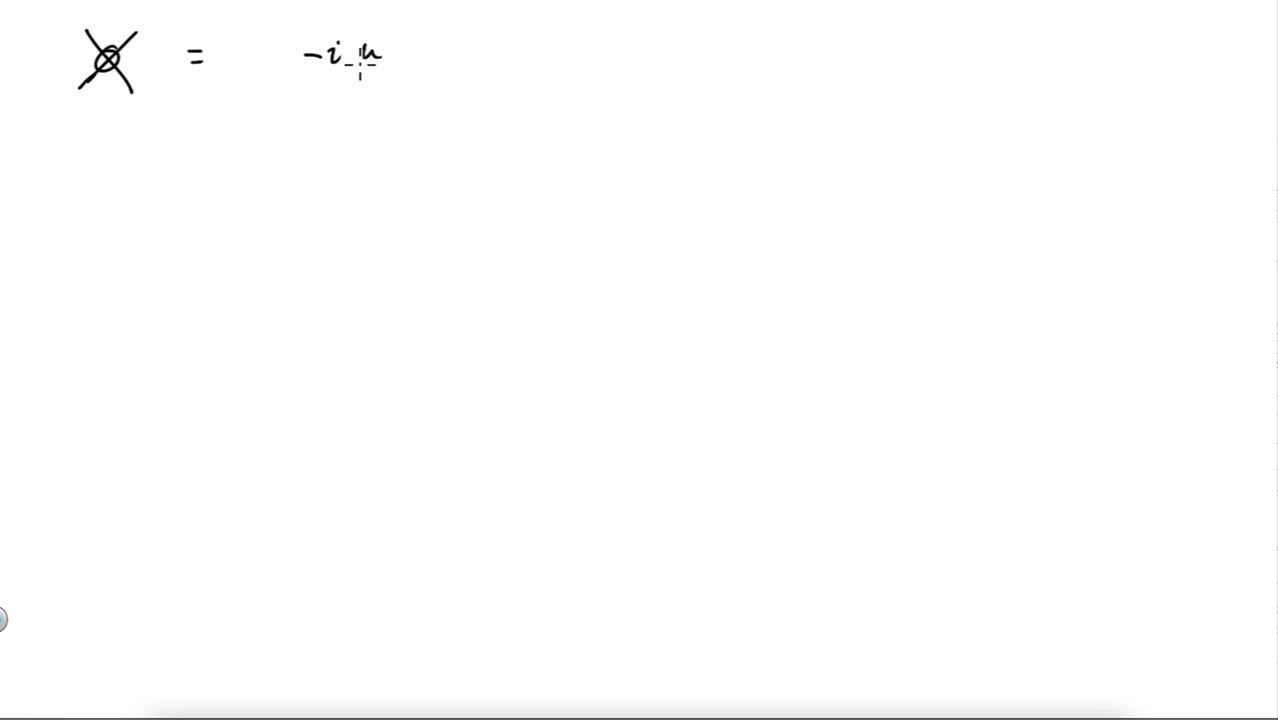 = -i